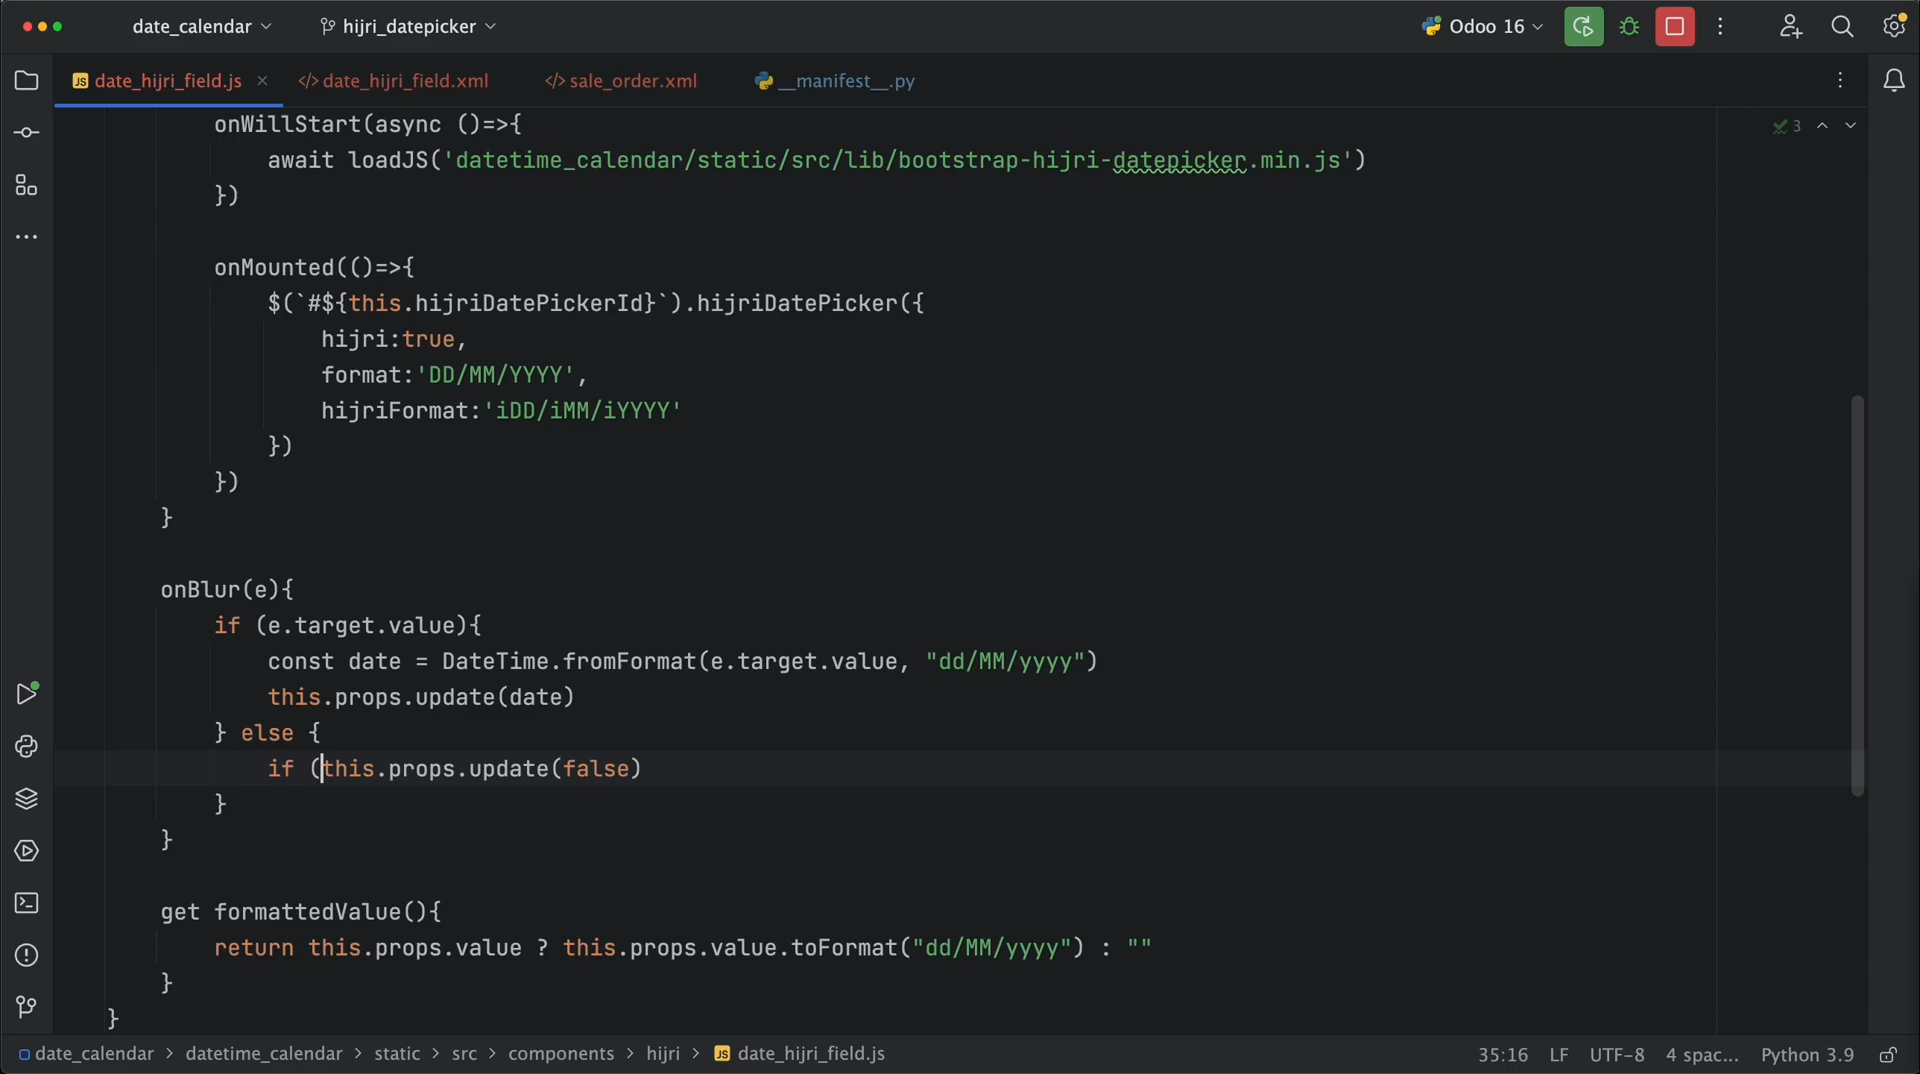 date_calendar
hijri_datepicker
Odoo 16
date_hijri_field.js
date_hijri_field.xml
sale_order.xml
__manifest__.py
onWillStart(async ()=>{
await loadJS('datetime_calendar/static/src/lib/bootstrap-hijri-datepicker.min.js')
})
3
onMounted(()=>{
$(`#${this.hijriDatePickerId}`).hijriDatePicker({
hijri:true,
format:'DD/MM/YYYY',
hijriFormat:'iDD/iMM/iYYYY'
})
})
}
onBlur(e){
if (e.target.value){
const date = DateTime.fromFormat(e.target.value, "dd/MM/yyyy")
this.props.update(date)
} else {
if (this.props.update(false)
}
}
get formattedValue(){
return this.props.value ? this.props.value.toFormat("dd/MM/yyyy") : ""
}
}
date_calendar > datetime_calendar > static > src > components > hijri > JS date_hijri_field.js
35:16 LF UTF-8 4 spac... Python 3.9